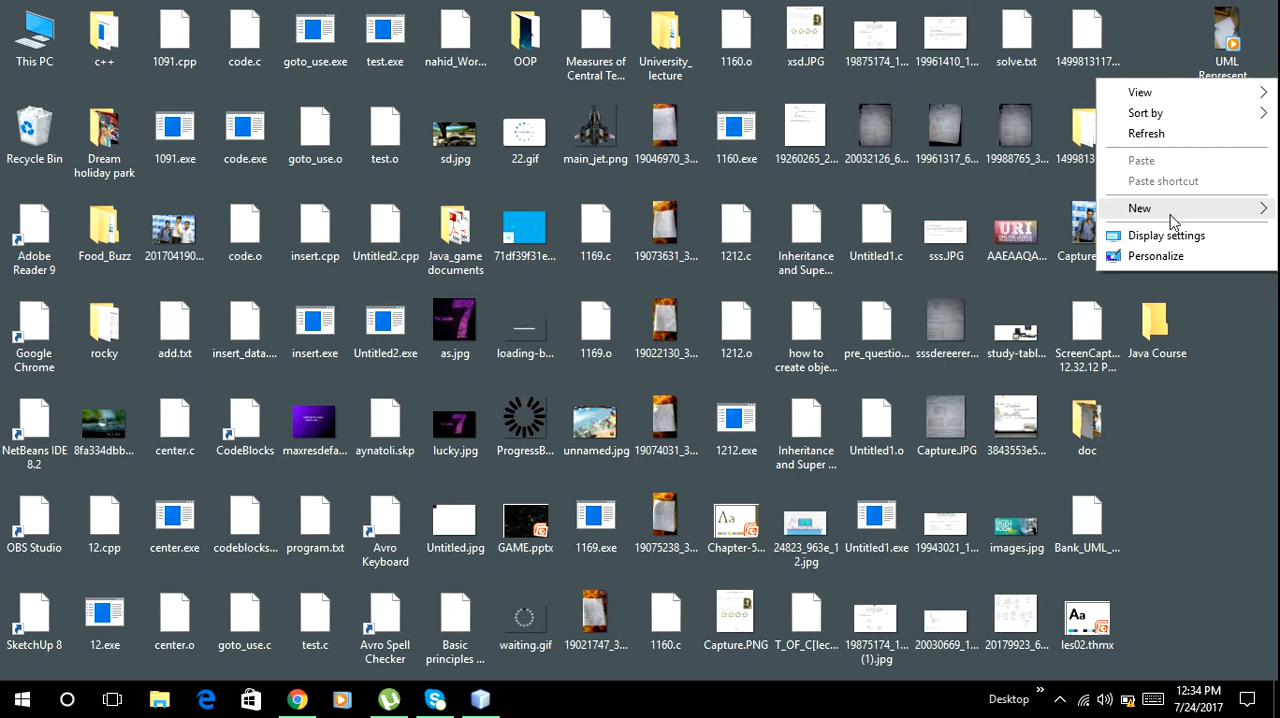 This PC
c++
1091.cpp
code.c
goto_use.exe
test.exe
nahid_Wor...
OOP
Measures of
Central Te...
University_
lecture
1160.o
xsd.JPG
19875174_1...
19961410_1...
solve.txt
1499813117...
UML
Represent
Recycle Bin
Dream
holiday park
1091.exe
code.exe
goto_use.o
test.o
sd.jpg
22.gif
main_jet.png
19046970_3...
1160.exe
19260265_2...
20032126_6...
19961317_6...
19988765_3...
149981
View
Sort by
Refresh
Paste
Paste shortcut
New
Display settings
Personalize
Adobe
Reader 9
Food_Buzz
201704190...
code.o
insert.cpp
Untitled2.cpp
Java_game
documents
71df39f31e...
1169.c
19073631_3...
1212.c
Inheritance
and Supe...
Untitled1.c
sss.JPG
URI
AAEAAQA...
Capture
Google
Chrome
rocky
add.txt
insert_data...
insert.exe
Untitled2.exe
as.jpg
loading-b...
1169.o
19022130_3...
1212.o
how to
create obje...
pre_questio...
sssdereerer...
study-tabl...
ScreenCapt...
12.32.12 P...
Java Course
NetBeans IDE
8.2
8fa334dbb...
center.c
CodeBlocks
maxresdefa...
aynatoli.skp
lucky.jpg
ProgressB...
unnamed.jpg
19074031_3...
1212.exe
Inheritance
and Super ...
Untitled1.o
Capture.JPG
3843553e5...
doc
OBS Studio
12.cpp
center.exe
codeblocks...
program.txt
Avro
Keyboard
Untitled.jpg
GAME.pptx
1169.exe
19075238_3...
Aa
Chapter-5...
24823_963e_1
2.jpg
Untitled1.exe
19943021_1...
images.jpg
Bank_UML_...
SketchUp 8
12.exe
center.o
goto_use.c
test.c
Avro Spell
Checker
Basic
principles ...
waiting.gif
19021747_3...
1160.c
Capture.PNG
T_OF_C[lec...
19875174_1...
(1).jpg
20030669_1...
20179923_6...
Aa
les02.thmx
Desktop
12:34 PM
7/24/2017